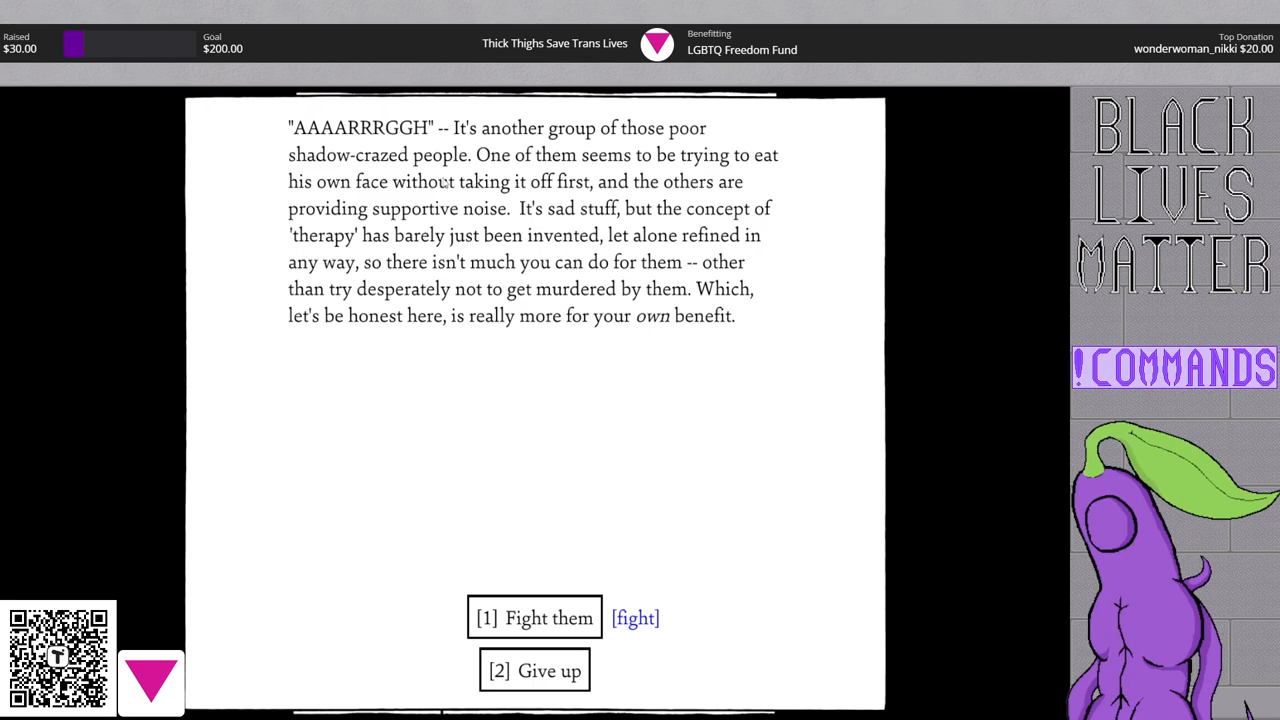 Raised
$30.00
Goal
$200.00
Thick Thighs Save Trans Lives
Benefitting
LGBTQ Freedom Fund
Top Donation
wonderwoman_nikki $20.00
"AAAARRRGGH" -- It's another group of those poor
shadow-crazed people. One of them seems to be trying to eat
his own face without taking it off first, and the others are
providing supportive noise.  It's sad stuff, but the concept of
'therapy' has barely just been invented, let alone refined in
any way, so there isn't much you can do for them -- other
than try desperately not to get murdered by them. Which,
let's be honest here, is really more for your own benefit.
[1] Fight them [fight]
[2] Give up
BLACK
LIVES
MATTER
!COMMANDS
T